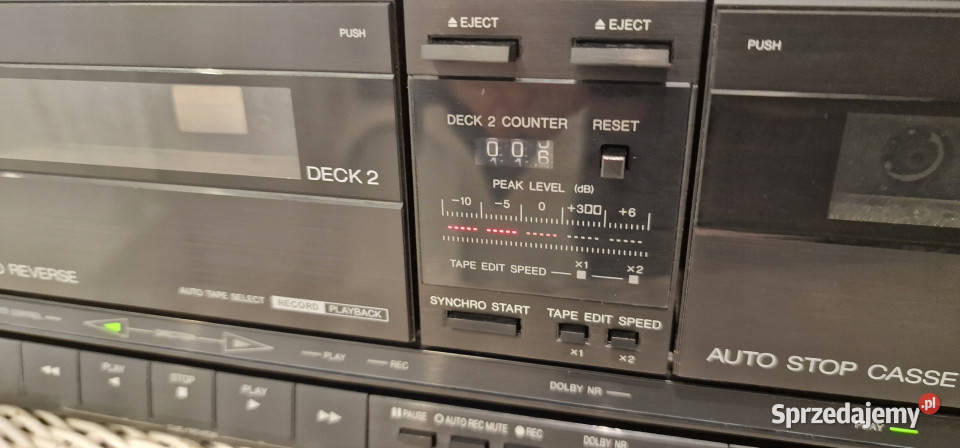 PUSH
EJECT
EJECT
PUSH
DECK 2 COUNTER
RESET
0 0
PEAK LEVEL (dB)
-10 -5 0 +3 +6
DECK 2
TAPE EDIT SPEED
x1
x2
REVERSE
AUTO TAPE SELECT
RECORD
PLAYBACK
SYNCHRO START
TAPE EDIT SPEED
x1
x2
AUTO STOP CASSE
PLAY
REC
DOLBY NR
PLAY
STOP
PLAY
PAUSE
AUTO REC MUTE
REC
DOLBY NR
PLAY
Sprzedajemy.pl